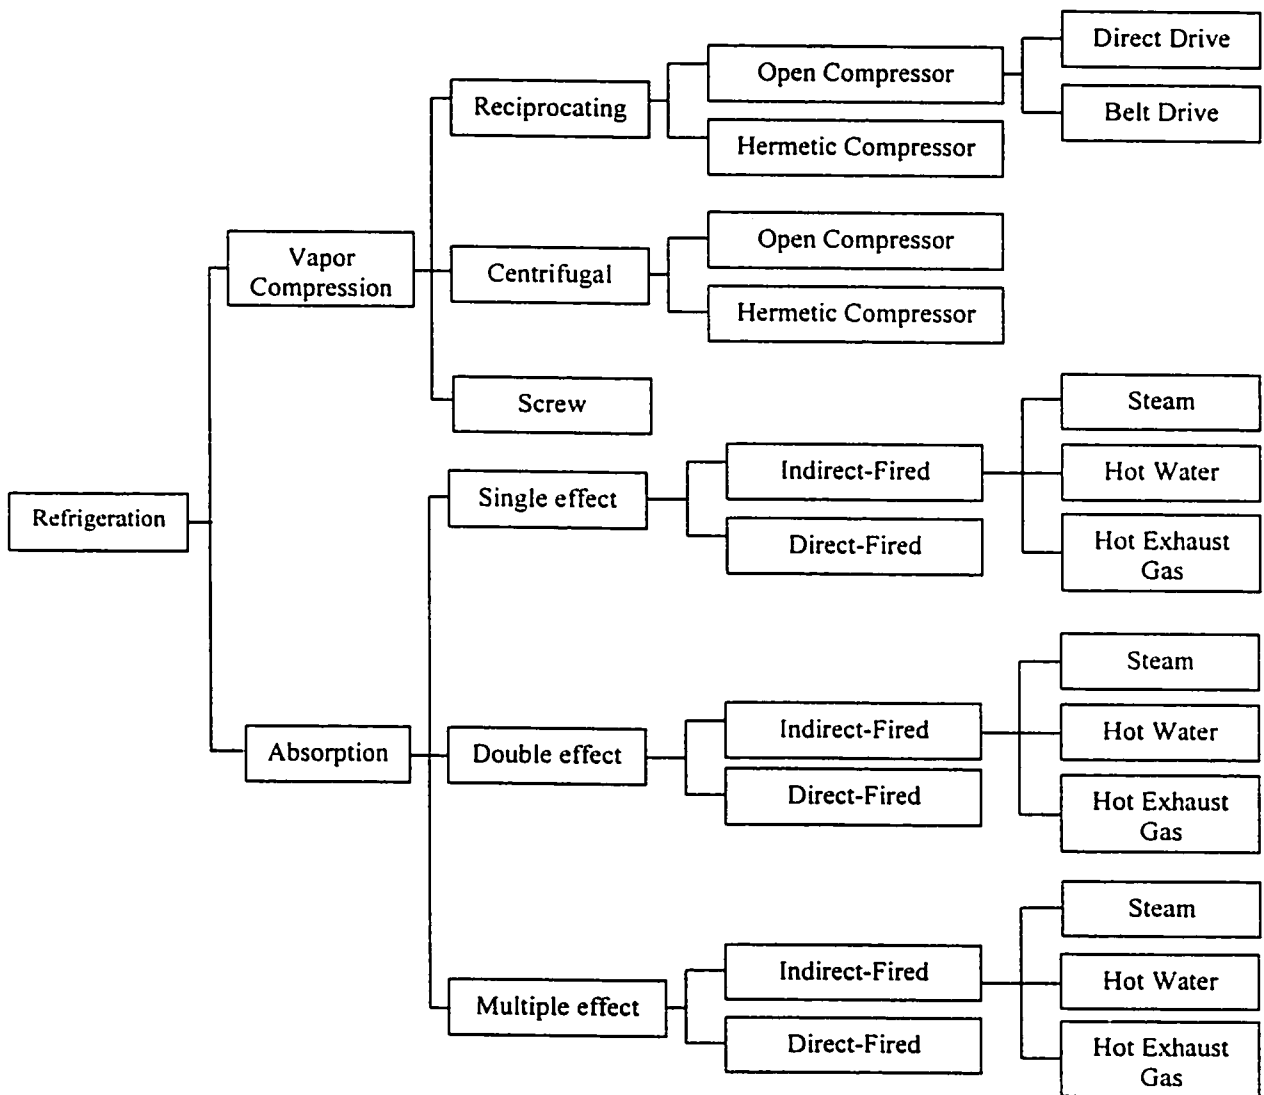 Refrigeration
Vapor
Compression
Reciprocating
Open Compressor
Direct Drive
Belt Drive
Hermetic Compressor
Centrifugal
Open Compressor
Hermetic Compressor
Screw
Absorption
Single effect
Indirect-Fired
Steam
Hot Water
Hot Exhaust
Gas
Direct-Fired
Double effect
Indirect-Fired
Steam
Hot Water
Hot Exhaust
Gas
Direct-Fired
Multiple effect
Indirect-Fired
Steam
Hot Water
Hot Exhaust
Gas
Direct-Fired